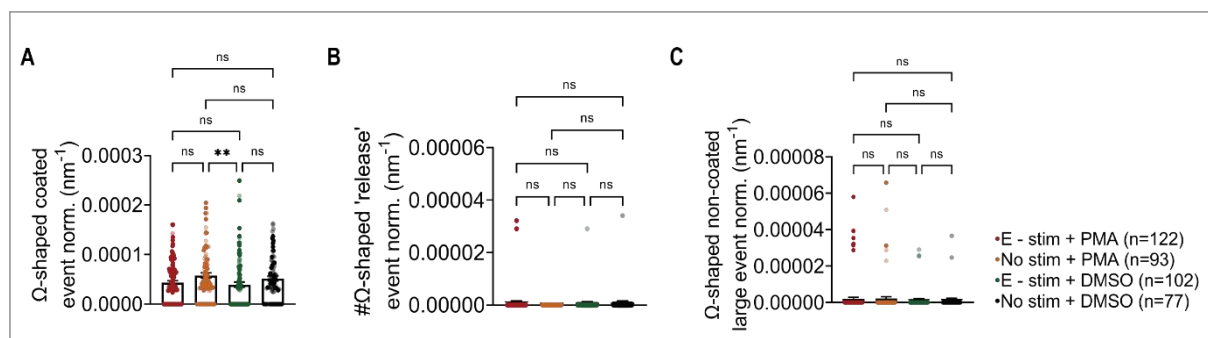 A
ns
ns
ns
ns
**
ns
Ω-shaped coated
event norm. (nm-1)
0.0003
0.0002
0.0001
0.0000
B
ns
ns
ns
ns
ns
ns
#Ω-shaped 'release'
event norm. (nm-1)
0.00006
0.00004
0.00002
0.00000
C
ns
ns
ns
ns
ns
ns
Ω-shaped non-coated
large event norm. (nm-1)
0.00008
0.00006
0.00004
0.00002
0.00000
E - stim + PMA (n=122)
No stim + PMA (n=93)
E - stim + DMSO (n=102)
No stim + DMSO (n=77)